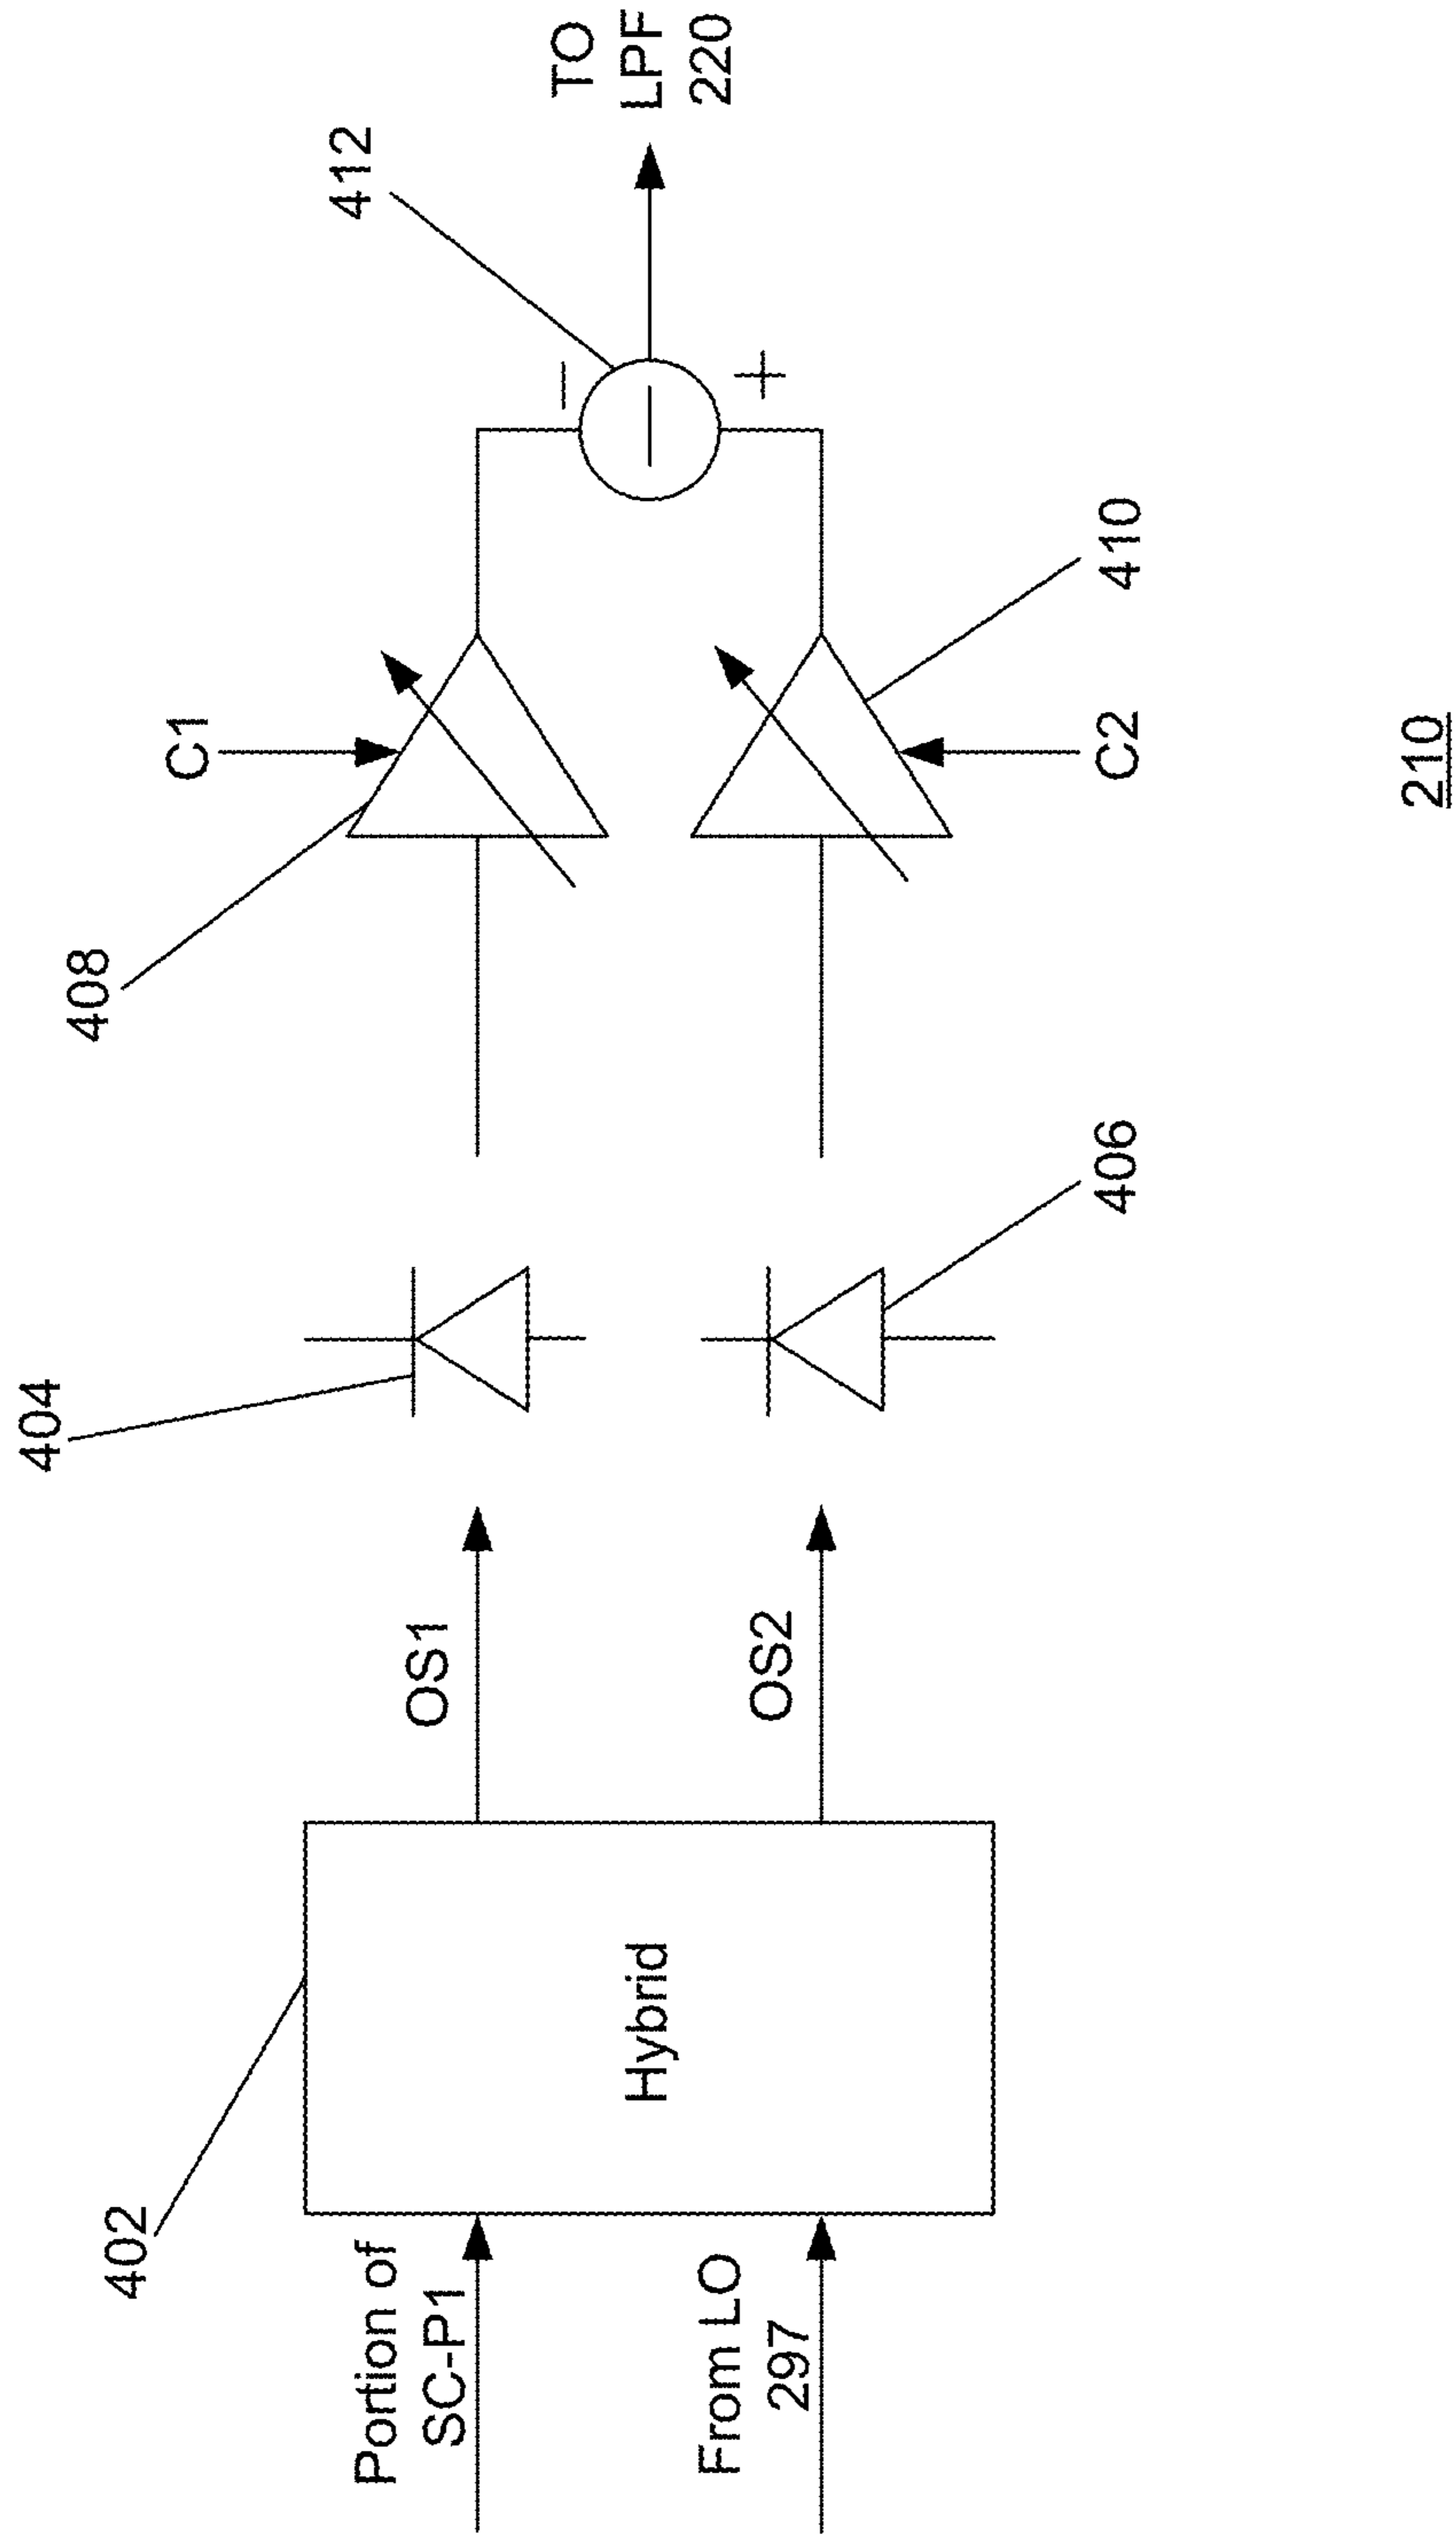 402
Portion of
SC-P1
From LO
297
Hybrid
OS1
OS2
404
406
408
C1
C2
410
412
−
+
TO
LPF
220
210